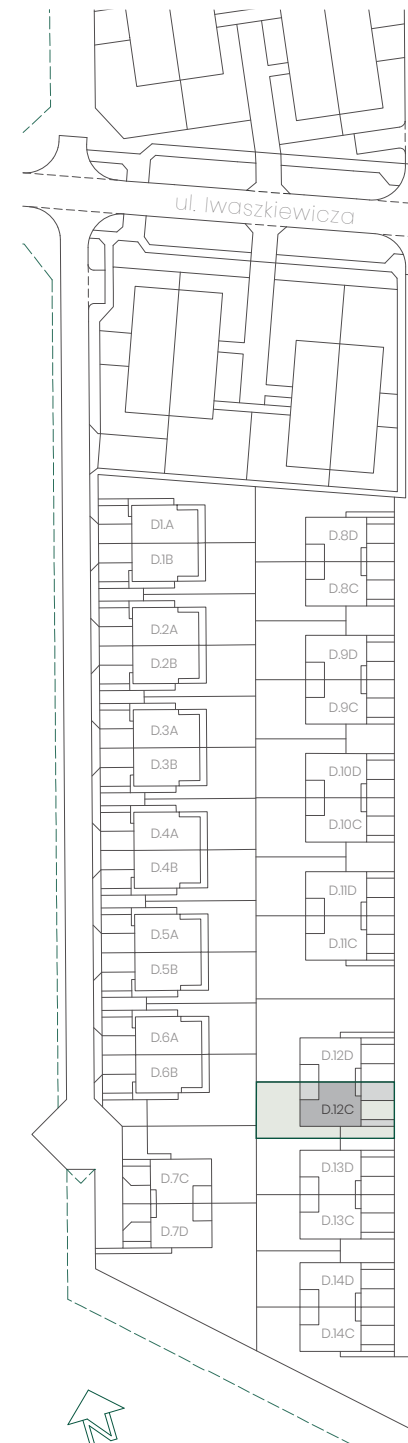 ul. Iwaszkiewicza
D1.A
D.1B
D.2A
D.2B
D.3A
D.3B
D.4A
D.4B
D.5A
D.5B
D.6A
D.6B
D.7C
D.7D
D.8D
D.8C
D.9D
D.9C
D.10D
D.10C
D.11D
D.11C
D.12D
D.12C
D.13D
D.13C
D.14D
D.14C
N